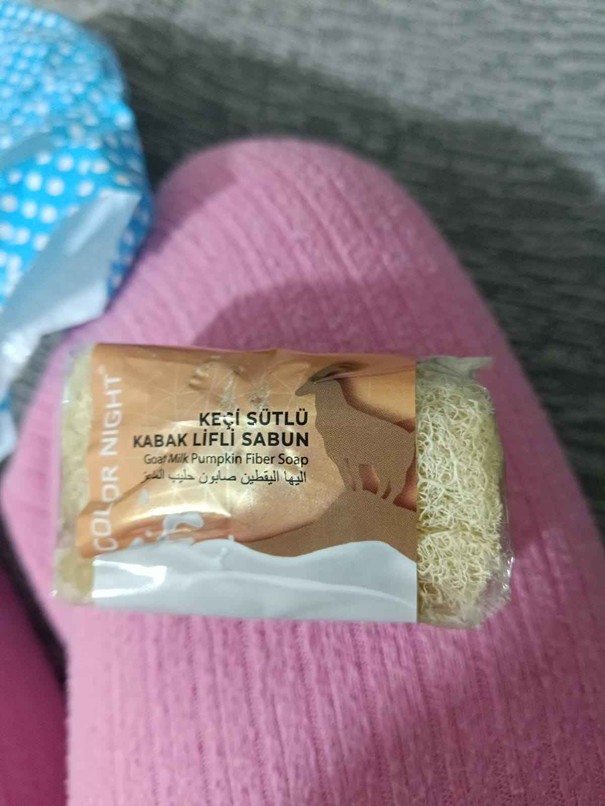 COLOR NIGHT®
KEÇİ SÜTLÜ
KABAK LİFLİ SABUN
Goat Milk Pumpkin Fiber Soap
اليها اليقطين صابون حليب الماعز